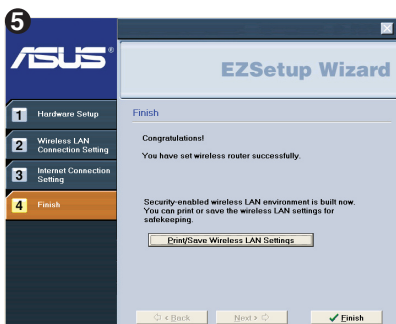 5
ASUS®
EZSetup Wizard
1 Hardware Setup
2 Wireless LAN
Connection Setting
3 Internet Connection
Setting
4 Finish
Finish
Congratulations!
You have set wireless router successfully.
Security-enabled wireless LAN environment is built now.
You can print or save the wireless LAN settings for
safekeeping.
Print/Save Wireless LAN Settings
< Back
Next >
Finish